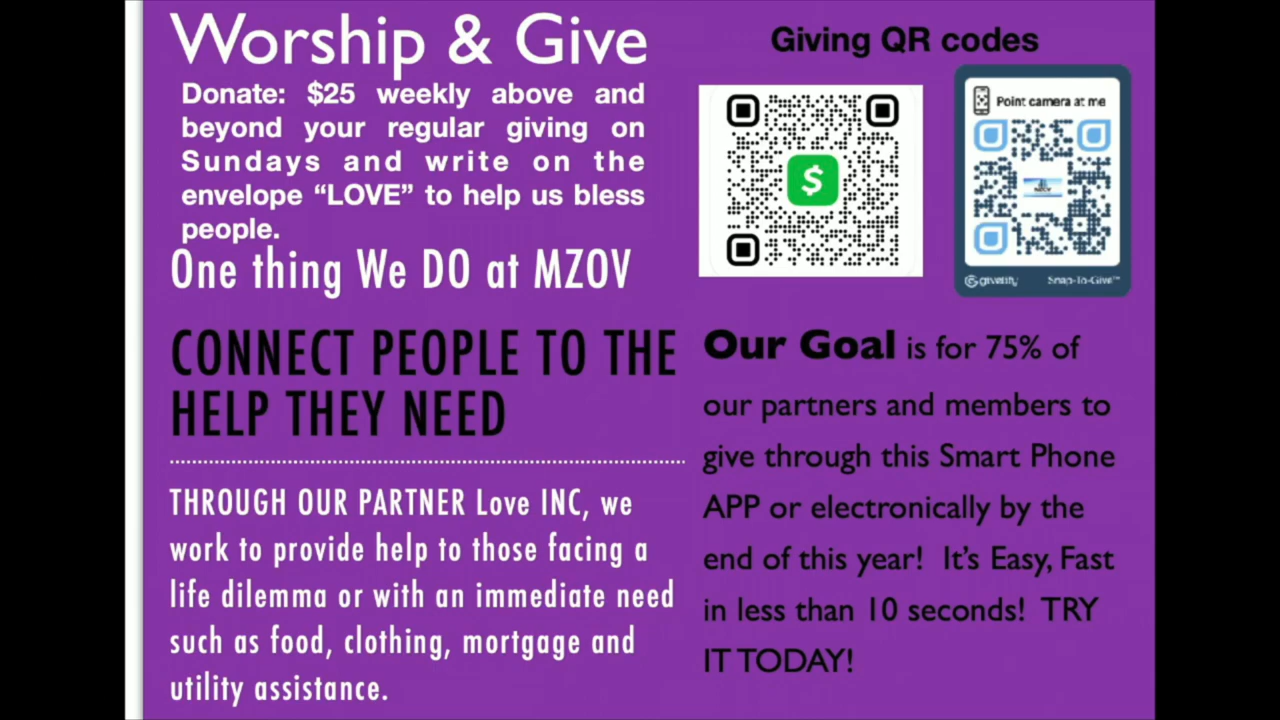 Worship & Give
Donate: $25 weekly above and
beyond your regular giving on
Sundays and write on the
envelope “LOVE” to help us bless
people.
One thing We DO at MZOV
CONNECT PEOPLE TO THE
HELP THEY NEED
THROUGH OUR PARTNER Love INC, we
work to provide help to those facing a
life dilemma or with an immediate need
such as food, clothing, mortgage and
utility assistance.
Giving QR codes
$
Point camera at me
MZOV
givelify Snap-To-Give™
Our Goal is for 75% of
our partners and members to
give through this Smart Phone
APP or electronically by the
end of this year! It’s Easy, Fast
in less than 10 seconds! TRY
IT TODAY!